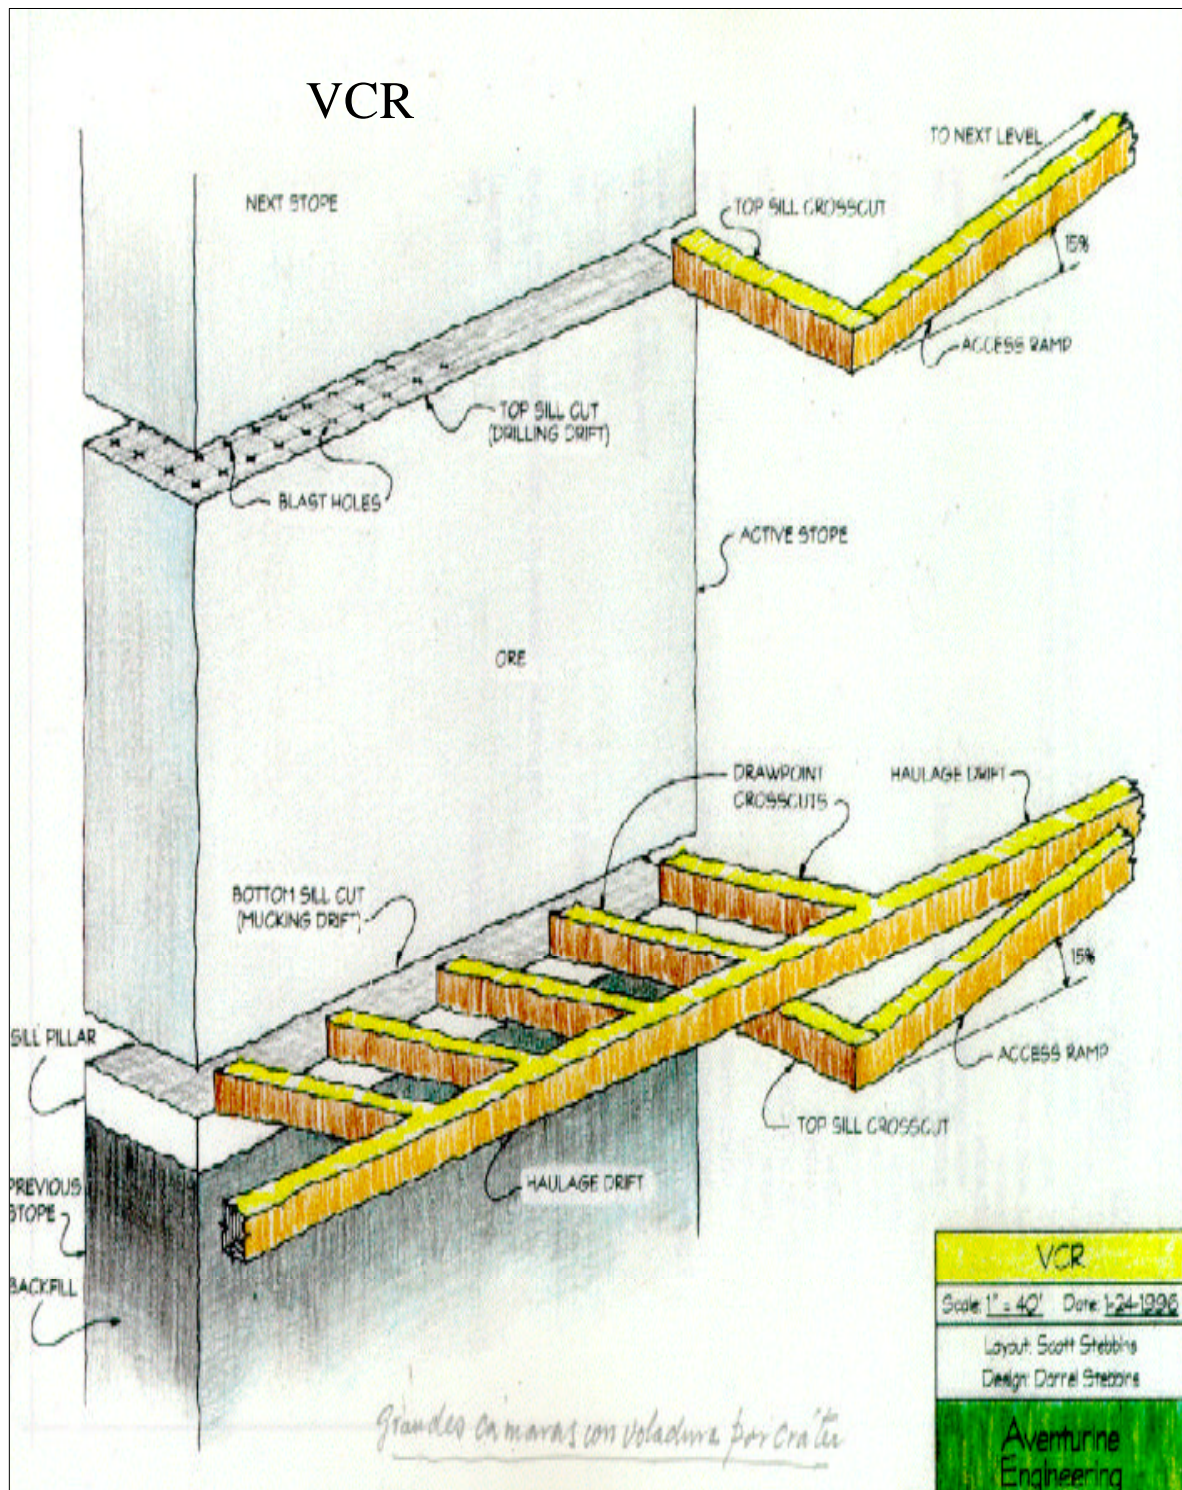 VCR
NEXT STOPE
TO NEXT LEVEL
TOP SILL CROSSCUT
15%
ACCESS RAMP
TOP SILL CUT
(DRILLING DRIFT)
BLAST HOLES
ACTIVE STOPE
ORE
DRAWPOINT
CROSSCUTS
HAULAGE DRIFT
BOTTOM SILL CUT
(MUCKING DRIFT)
15%
SILL PILLAR
ACCESS RAMP
TOP SILL CROSSCUT
HAULAGE DRIFT
PREVIOUS
STOPE
BACKFILL
VCR
Scale: 1" = 40' Date: 1-24-1996
Layout: Scott Stebbins
Design: Darrel Stebbins
Aventurine
Engineering
Grandes cámaras con voladura por cráter